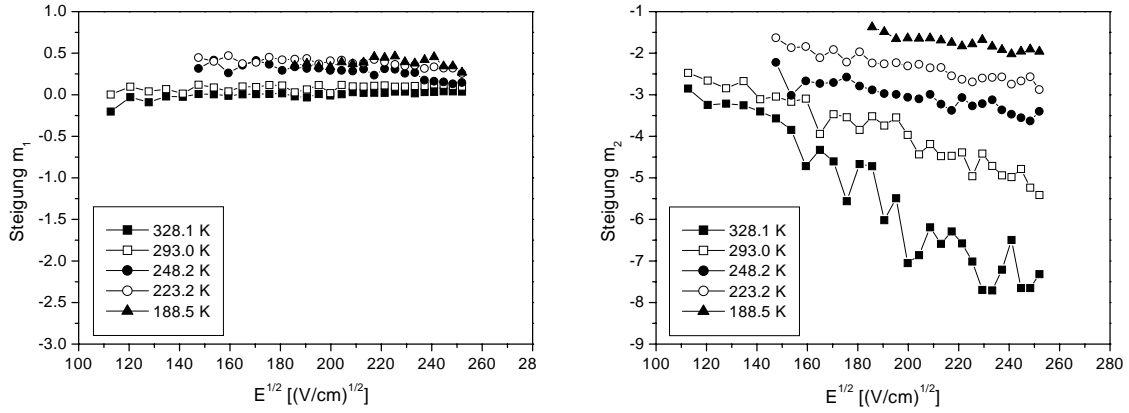 1.0
0.5
0.0
-0.5
-1.0
-1.5
-2.0
-2.5
-3.0
Steigung m1
328.1 K
293.0 K
248.2 K
223.2 K
188.5 K
100 120 140 160 180 200 220 240 260 28
E1/2 [(V/cm)1/2]
-1
-2
-3
-4
-5
-6
-7
-8
-9
Steigung m2
328.1 K
293.0 K
248.2 K
223.2 K
188.5 K
100 120 140 160 180 200 220 240 260 280
E1/2 [(V/cm)1/2]